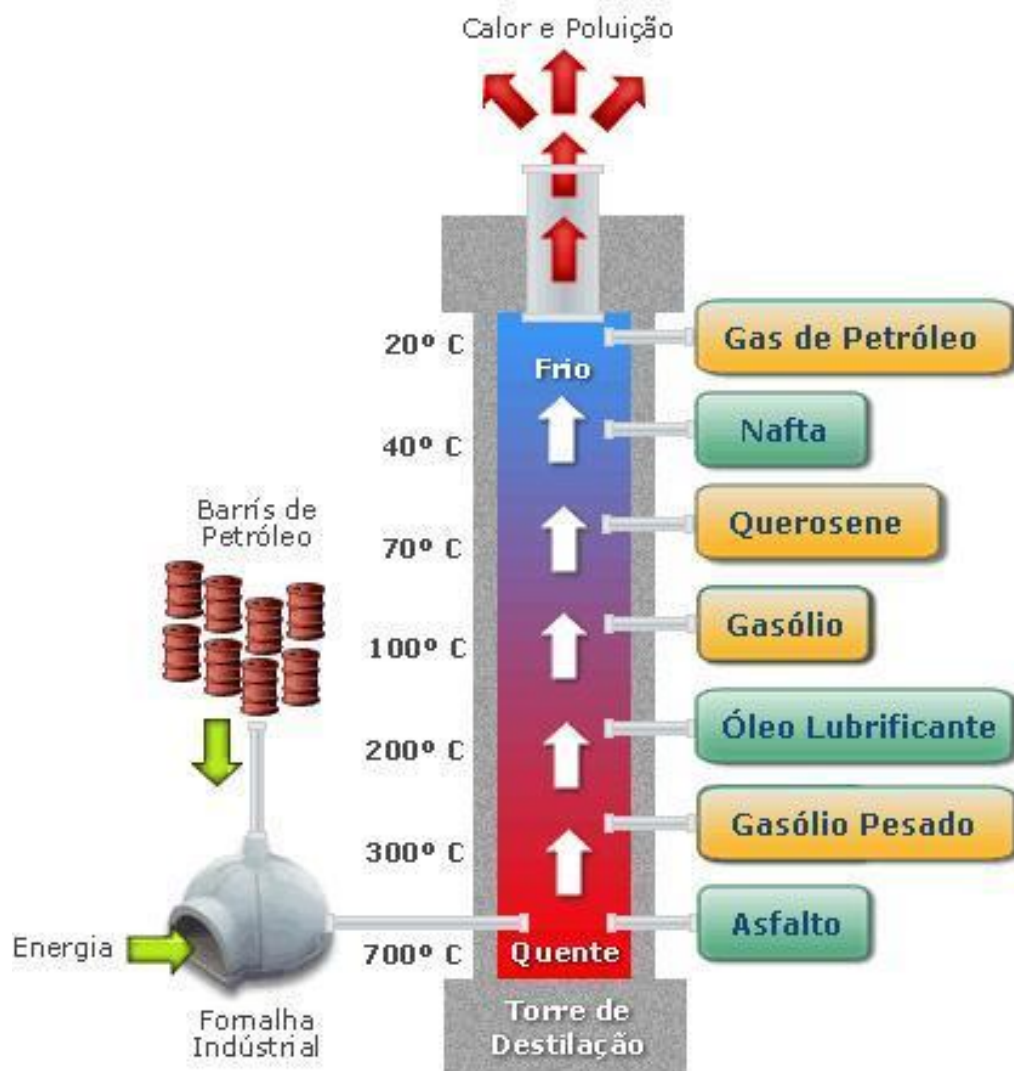 Calor e Poluição
20º C
Frio
Gas de Petróleo
40º C
Nafta
Barrís de
Petróleo
70º C
Querosene
100º C
Gasólio
200º C
Óleo Lubrificante
300º C
Gasólio Pesado
Energia
700º C
Quente
Asfalto
Fornalha
Indústrial
Torre de
Destilação